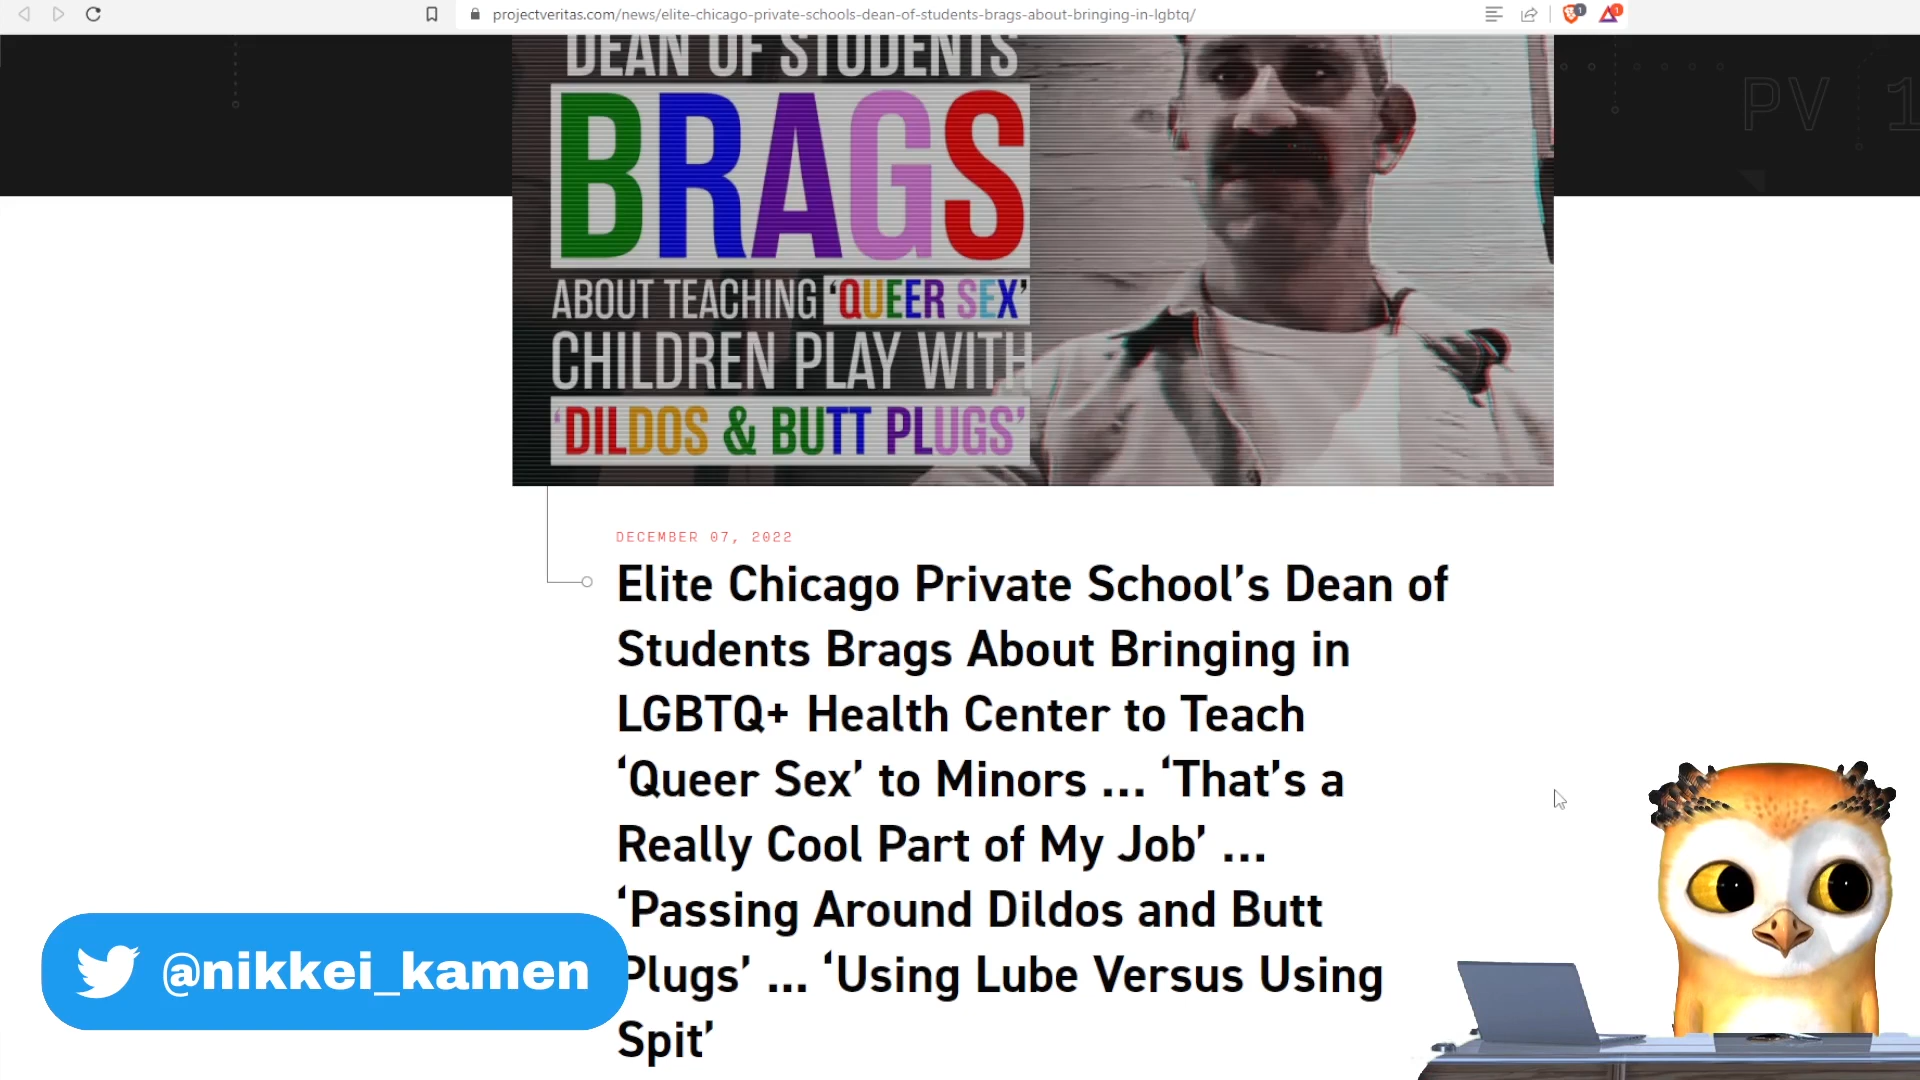 projectveritas.com/news/elite-chicago-private-schools-dean-of-students-brags-about-bringing-in-lgbtq/
1
1
DEAN OF STUDENTS
BRAGS
ABOUT TEACHING ‘QUEER SEX’
CHILDREN PLAY WITH
‘DILDOS & BUTT PLUGS’
PV 1
DECEMBER 07, 2022
Elite Chicago Private School’s Dean of
Students Brags About Bringing in
LGBTQ+ Health Center to Teach
‘Queer Sex’ to Minors ... ‘That’s a
Really Cool Part of My Job’ ...
‘Passing Around Dildos and Butt
Plugs’ ... ‘Using Lube Versus Using
Spit’
@nikkei_kamen